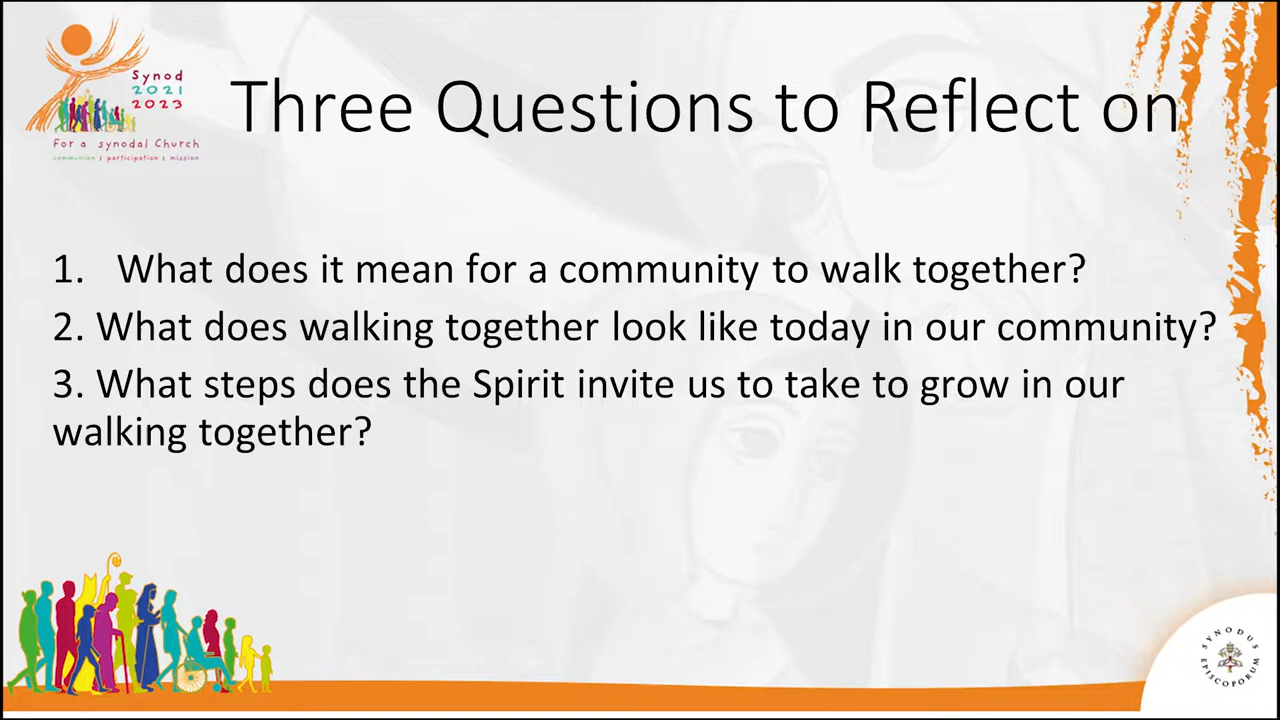 Synod
2021
2023
For a synodal Church
communion | participation | mission
Three Questions to Reflect on
1. What does it mean for a community to walk together?
2. What does walking together look like today in our community?
3. What steps does the Spirit invite us to take to grow in our
walking together?
SYNODUS
EPISCOPORUM